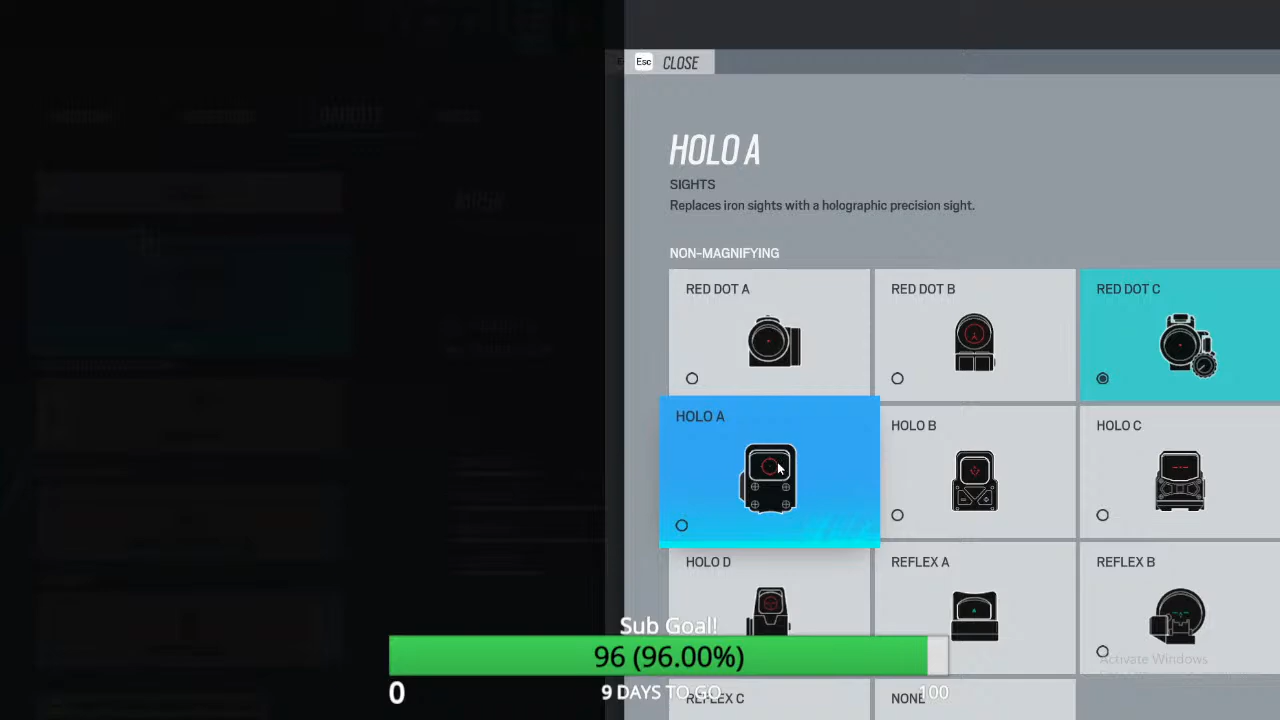 Esc CLOSE
HOLO A
SIGHTS
Replaces iron sights with a holographic precision sight.
NON-MAGNIFYING
RED DOT A
RED DOT B
RED DOT C
HOLO A
HOLO B
HOLO C
HOLO D
REFLEX A
REFLEX B
Sub Goal!
96 (96.00%)
0
9 DAYS TO GO
100
Activate Windows
REFLEX C
NONE